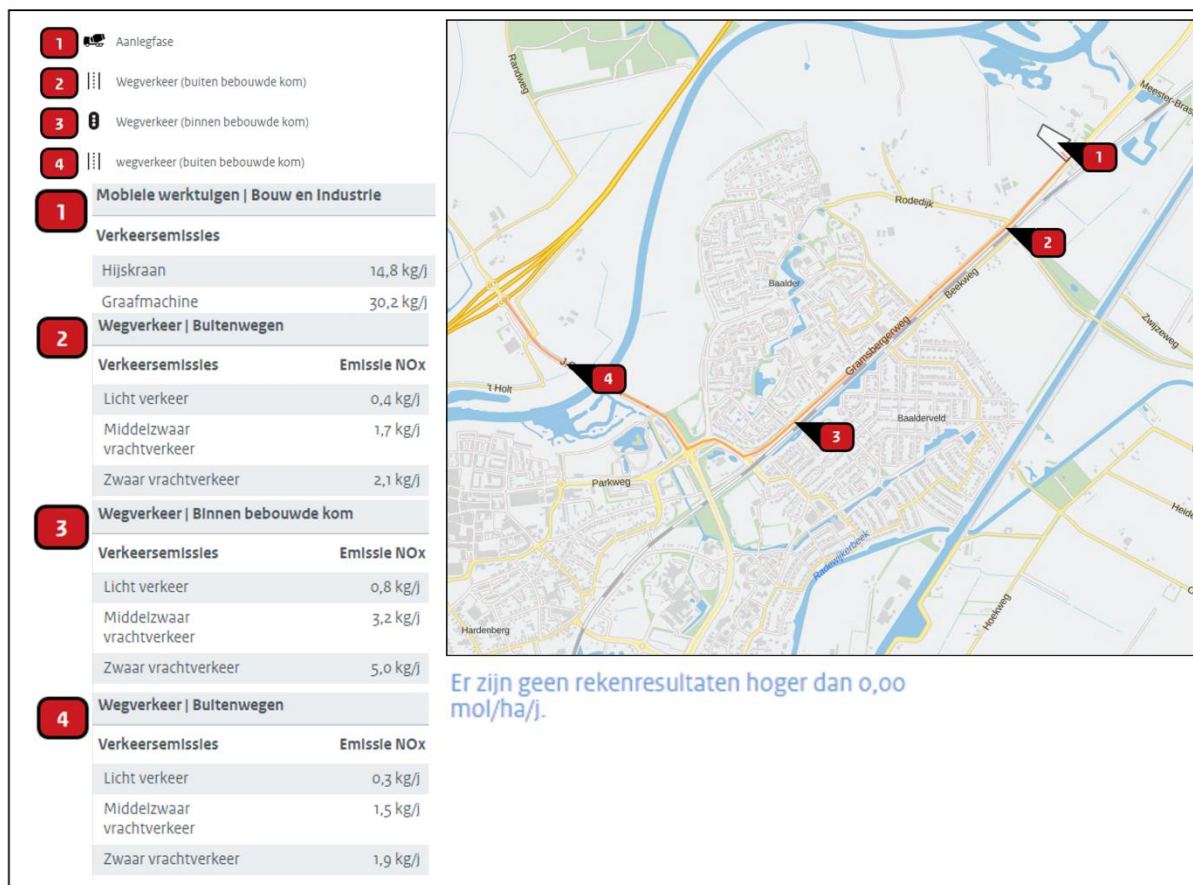 1 Aanlegfase
2 Wegverkeer (buiten bebouwde kom)
3 Wegverkeer (binnen bebouwde kom)
4 wegverkeer (buiten bebouwde kom)
1 Mobiele werktuigen | Bouw en Industrie
Verkeersemissies
Hijskraan 14,8 kg/j
Graafmachine 30,2 kg/j
2 Wegverkeer | Buitenwegen
Verkeersemissies Emissie NOx
Licht verkeer 0,4 kg/j
Middelzwaar 1,7 kg/j
vrachtverkeer
Zwaar vrachtverkeer 2,1 kg/j
3 Wegverkeer | Binnen bebouwde kom
Verkeersemissies Emissie NOx
Licht verkeer 0,8 kg/j
Middelzwaar 3,2 kg/j
vrachtverkeer
Zwaar vrachtverkeer 5,0 kg/j
4 Wegverkeer | Buitenwegen
Verkeersemissies Emissie NOx
Licht verkeer 0,3 kg/j
Middelzwaar 1,5 kg/j
vrachtverkeer
Zwaar vrachtverkeer 1,9 kg/j
Randweg
1
Rodedijk
2
Baalder
Beekweg
Zwijzeweg
Gramsbergerweg
4
't Holt
Baalderveld
3
Parkweg
Radewijkerbeek
Hoekweg
Hardenberg
Er zijn geen rekenresultaten hoger dan 0,00
mol/ha/j.